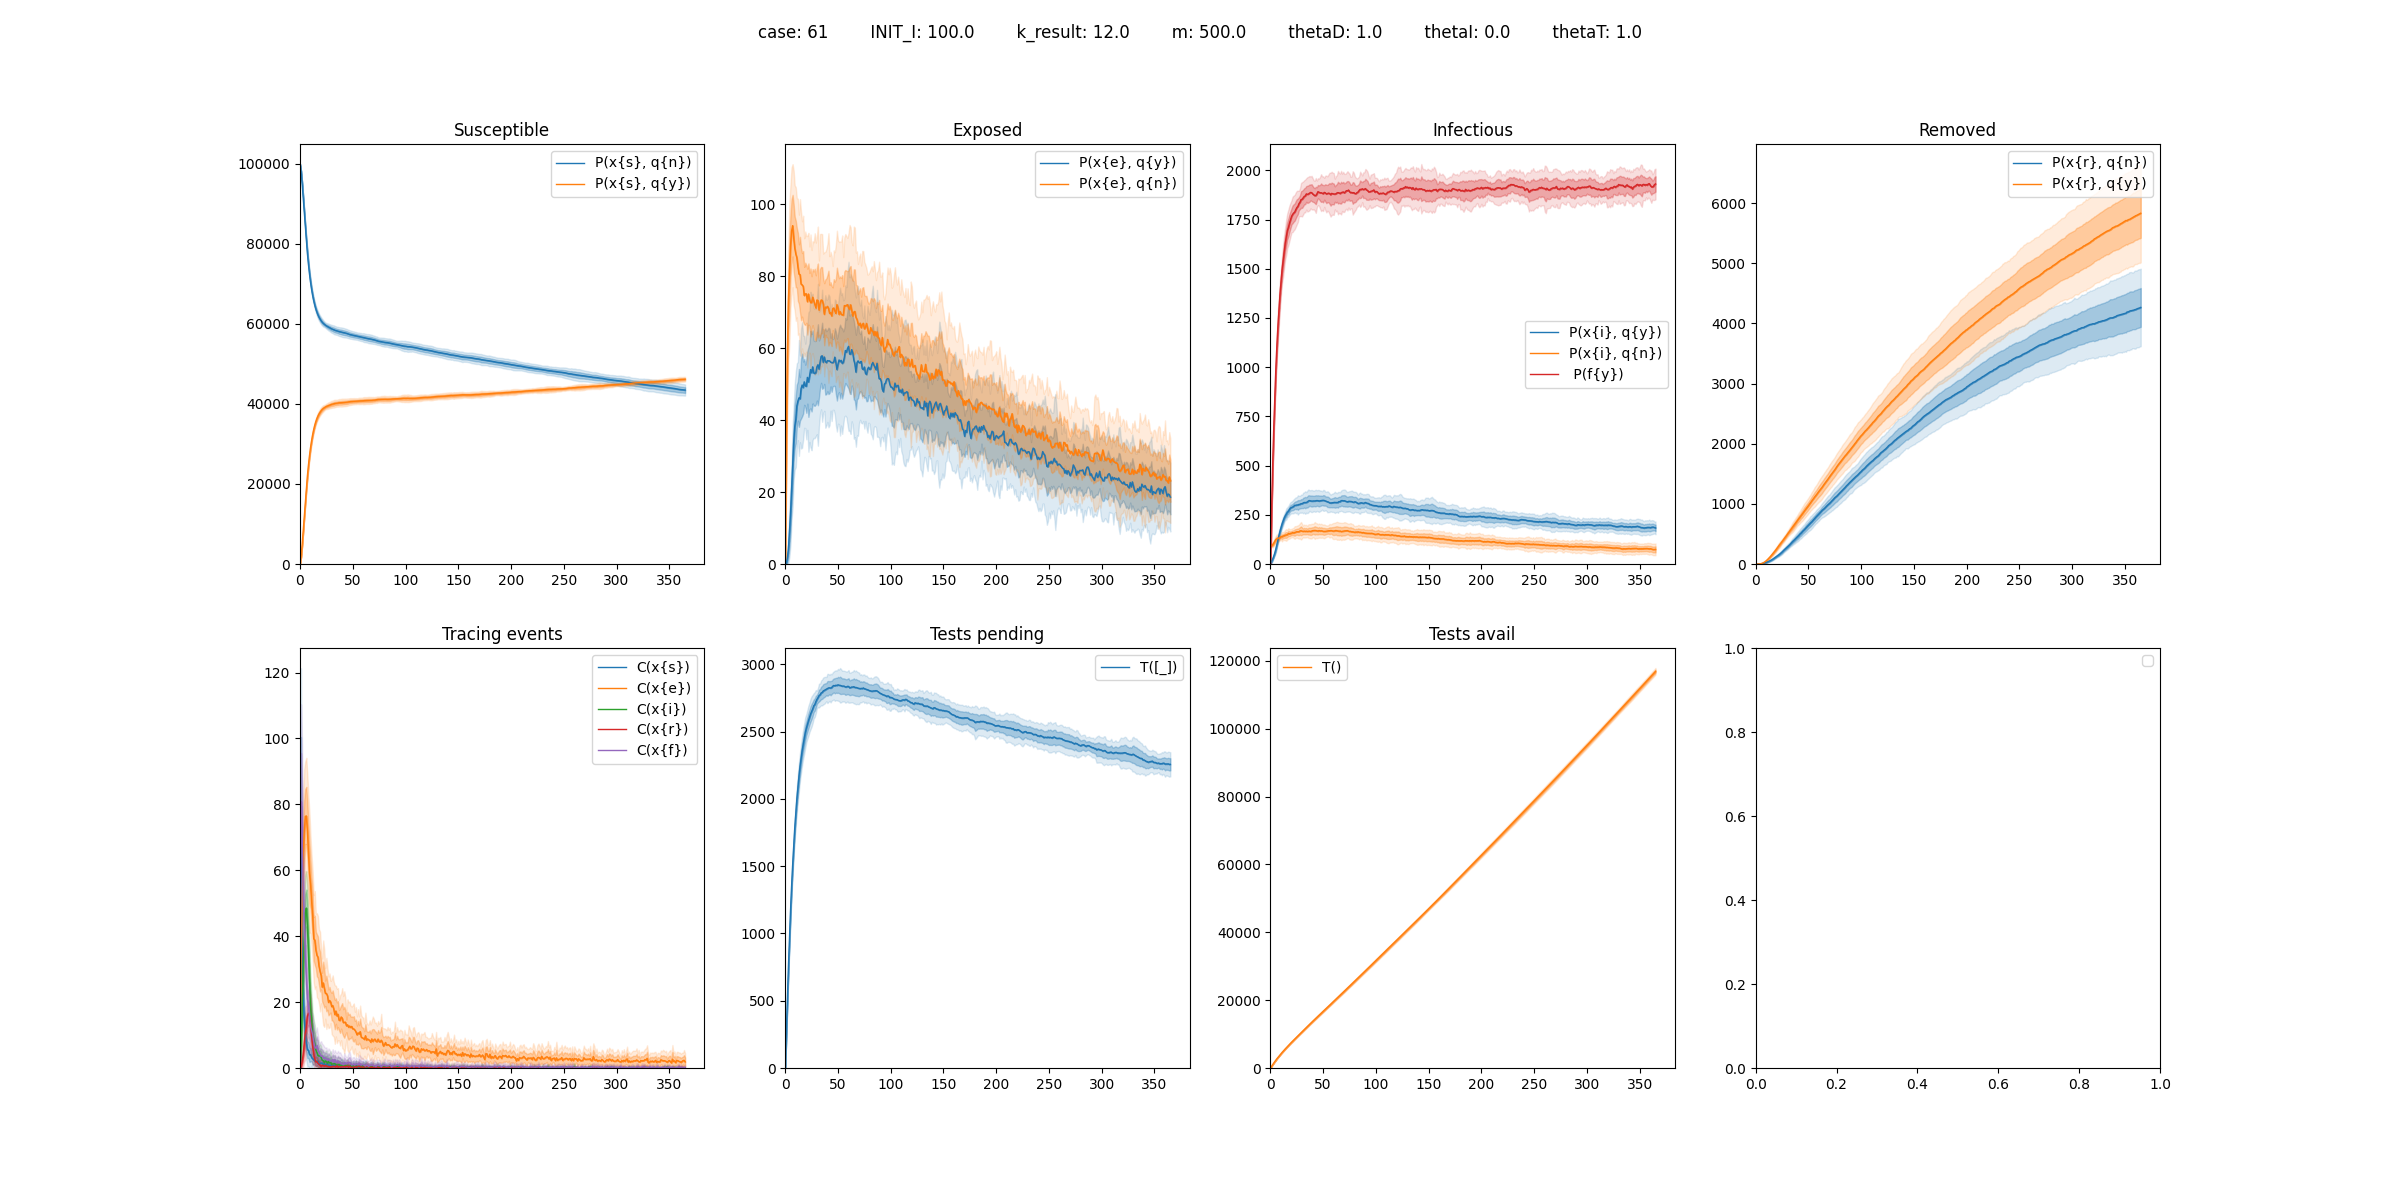 case: 61 INIT_I: 100.0 k_result: 12.0 m: 500.0 thetaD: 1.0 thetaI: 0.0 thetaT: 1.0
Susceptible
100000
80000
60000
40000
20000
0
0 50 100 150 200 250 300 350
P(x{s}, q{n})
P(x{s}, q{y})
Exposed
100
80
60
40
20
0
0 50 100 150 200 250 300 350
P(x{e}, q{y})
P(x{e}, q{n})
Infectious
2000
1750
1500
1250
1000
750
500
250
0
0 50 100 150 200 250 300 350
P(x{i}, q{y})
P(x{i}, q{n})
P(f{y})
Removed
6000
5000
4000
3000
2000
1000
0
0 50 100 150 200 250 300 350
P(x{r}, q{n})
P(x{r}, q{y})
Tracing events
120
100
80
60
40
20
0
0 50 100 150 200 250 300 350
C(x{s})
C(x{e})
C(x{i})
C(x{r})
C(x{f})
Tests pending
3000
2500
2000
1500
1000
500
0
0 50 100 150 200 250 300 350
T([_])
Tests avail
120000
100000
80000
60000
40000
20000
0
0 50 100 150 200 250 300 350
T()
1.0
0.8
0.6
0.4
0.2
0.0
0.0 0.2 0.4 0.6 0.8 1.0